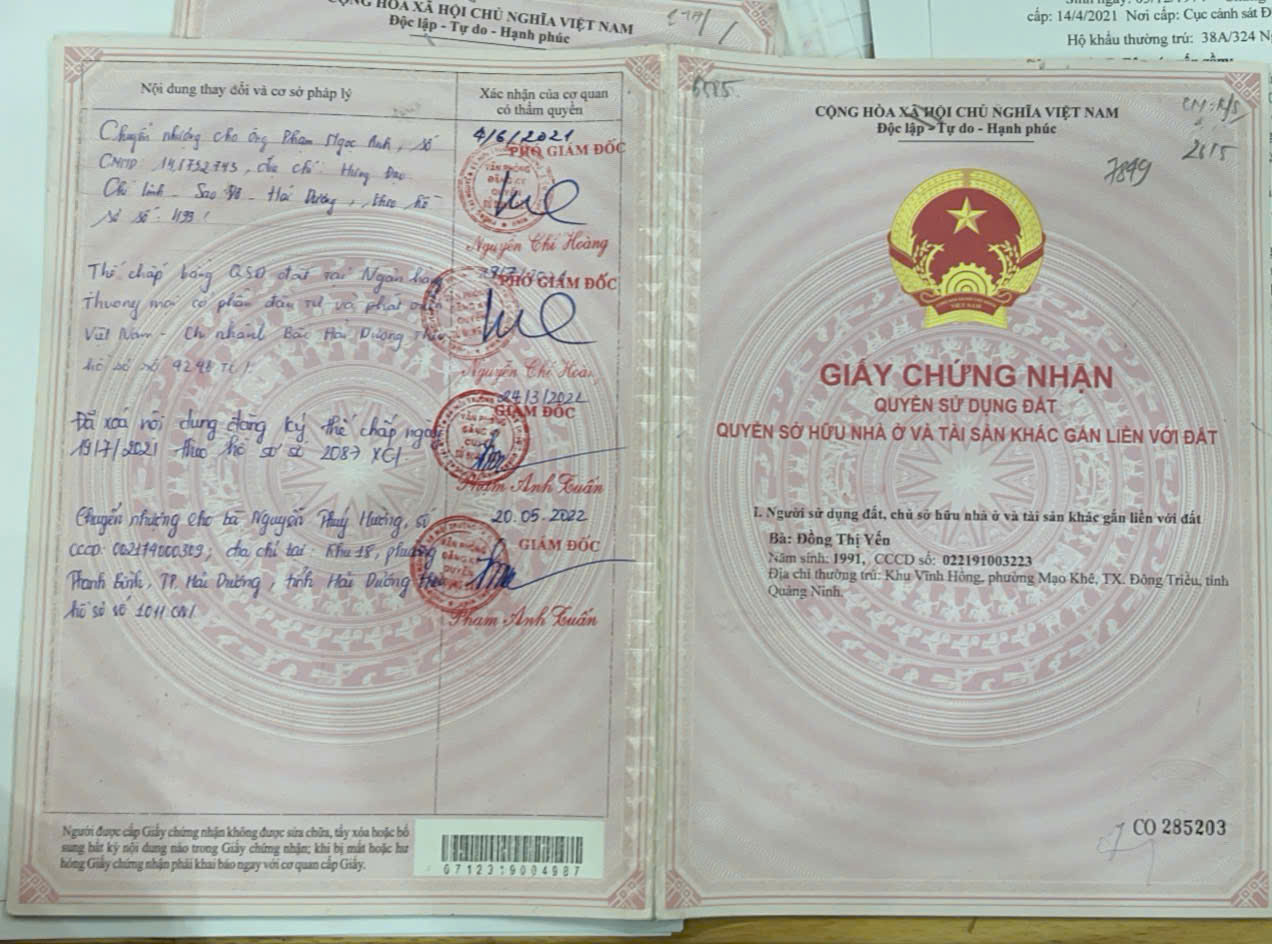 CỘNG HÒA XÃ HỘI CHỦ NGHĨA VIỆT NAM
Độc lập - Tự do - Hạnh phúc
cấp: 14/4/2021 Nơi cấp: Cục cảnh sát
Hộ khẩu thường trú: 38A/324
Nội dung thay đổi và cơ sở pháp lý
Xác nhận của cơ quan
có thẩm quyền
Chuyển nhượng cho ông Phạm Ngọc Anh, số
CMND: 141752743, địa chỉ: Hưng Đạo
Chí Linh - Sao Đỏ - Hải Dương, theo hồ
sơ số: 499
4/6/2021
PHÓ GIÁM ĐỐC
Nguyễn Chí Hoàng
Thế chấp bằng QSD đất tại Ngân hàng
Thương mại cổ phần đầu tư và phát triển
Việt Nam - Chi nhánh Bắc Hải Dương Theo
hồ sơ số 9241 TC
PHÓ GIÁM ĐỐC
Nguyễn Chí Hoàng
Đã xoá nội dung đăng ký thế chấp ngày
19/7/2021 theo hồ sơ số 2087 XC
24/3/2022
GIÁM ĐỐC
Phạm Anh Tuấn
Chuyển nhượng cho bà Nguyễn Thuý Hường, số
CCCD: 002174000309; địa chỉ tại: Khu 18, phường
Thanh Bình, TP. Hải Dương, tỉnh Hải Dương theo
hồ sơ số 1011 CN
20.05.2022
GIÁM ĐỐC
Phạm Anh Tuấn
Người được cấp Giấy chứng nhận không được sửa chữa, tẩy xóa hoặc bổ
sung bất kỳ nội dung nào trong Giấy chứng nhận; khi bị mất hoặc hư
hỏng Giấy chứng nhận phải khai báo ngay với cơ quan cấp Giấy.
0712319004987
6585
CỘNG HÒA XÃ HỘI CHỦ NGHĨA VIỆT NAM
Độc lập - Tự do - Hạnh phúc
2615
7849
GIẤY CHỨNG NHẬN
QUYỀN SỬ DỤNG ĐẤT
QUYỀN SỞ HỮU NHÀ Ở VÀ TÀI SẢN KHÁC GẮN LIỀN VỚI ĐẤT
I. Người sử dụng đất, chủ sở hữu nhà ở và tài sản khác gắn liền với đất
Bà: Đồng Thị Yến
Năm sinh: 1991, CCCD số: 022191003223
Địa chỉ thường trú: Khu Vĩnh Hồng, phường Mạo Khê, TX. Đông Triều, tỉnh
Quảng Ninh.
CO 285203